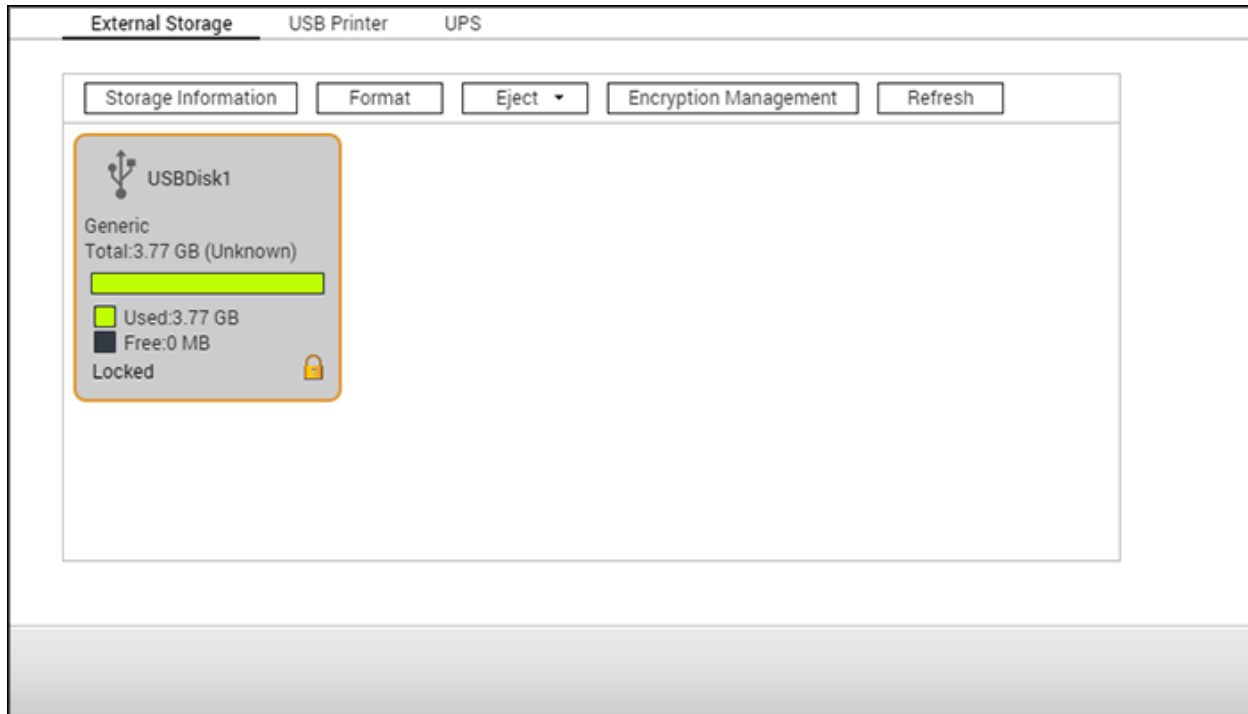 External Storage USB Printer UPS
Storage Information Format Eject Encryption Management Refresh
USBDisk1
Generic
Total:3.77 GB (Unknown)
Used:3.77 GB
Free:0 MB
Locked